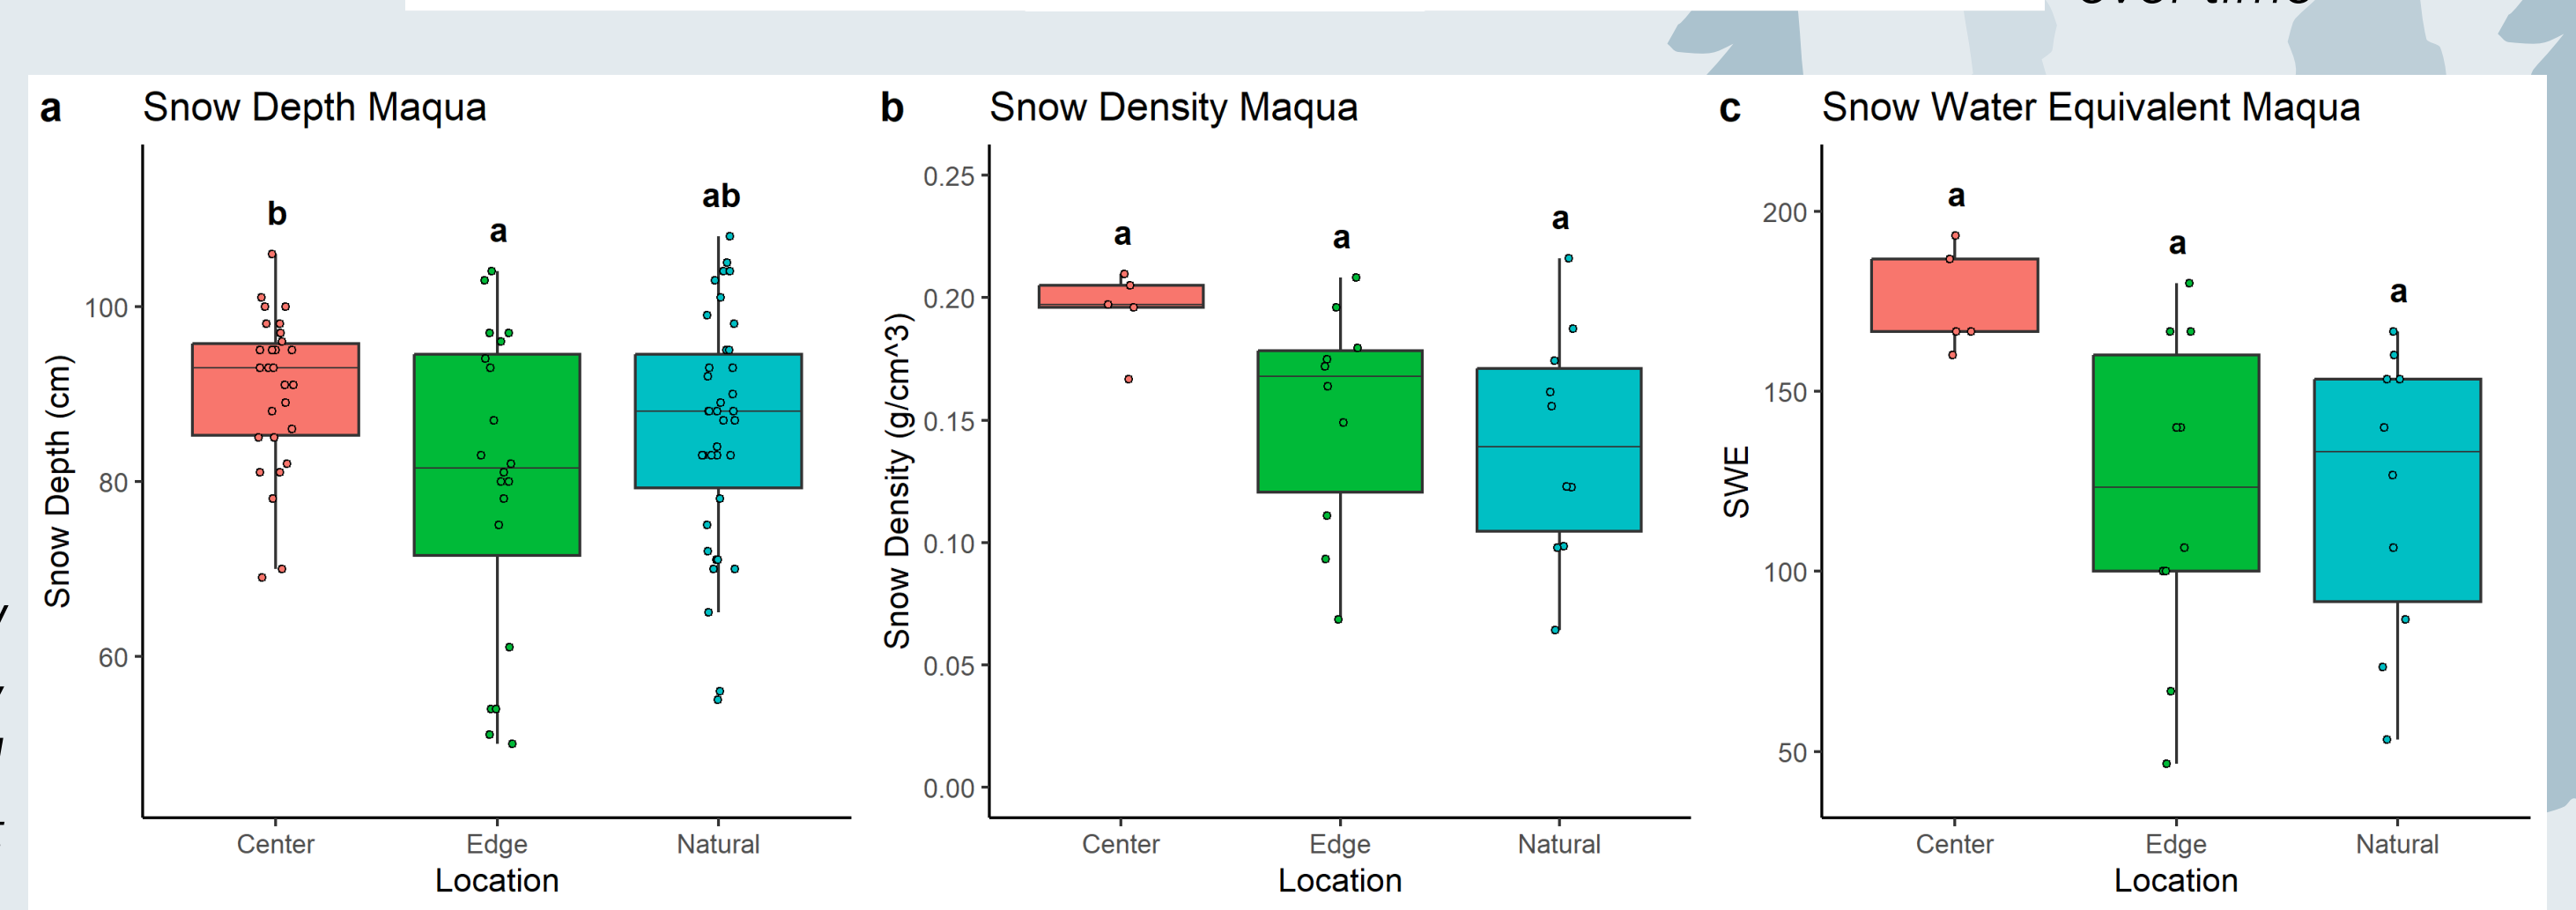 a Snow Depth Maqua
b
a
ab
100
80
60
Snow Depth (cm)
Center Edge Natural
Location
b Snow Density Maqua
a
a
a
0.25
0.20
0.15
0.10
0.05
0.00
Snow Density (g/cm^3)
Center Edge Natural
Location
c Snow Water Equivalent Maqua
a
a
a
200
150
100
50
SWE
Center Edge Natural
Location